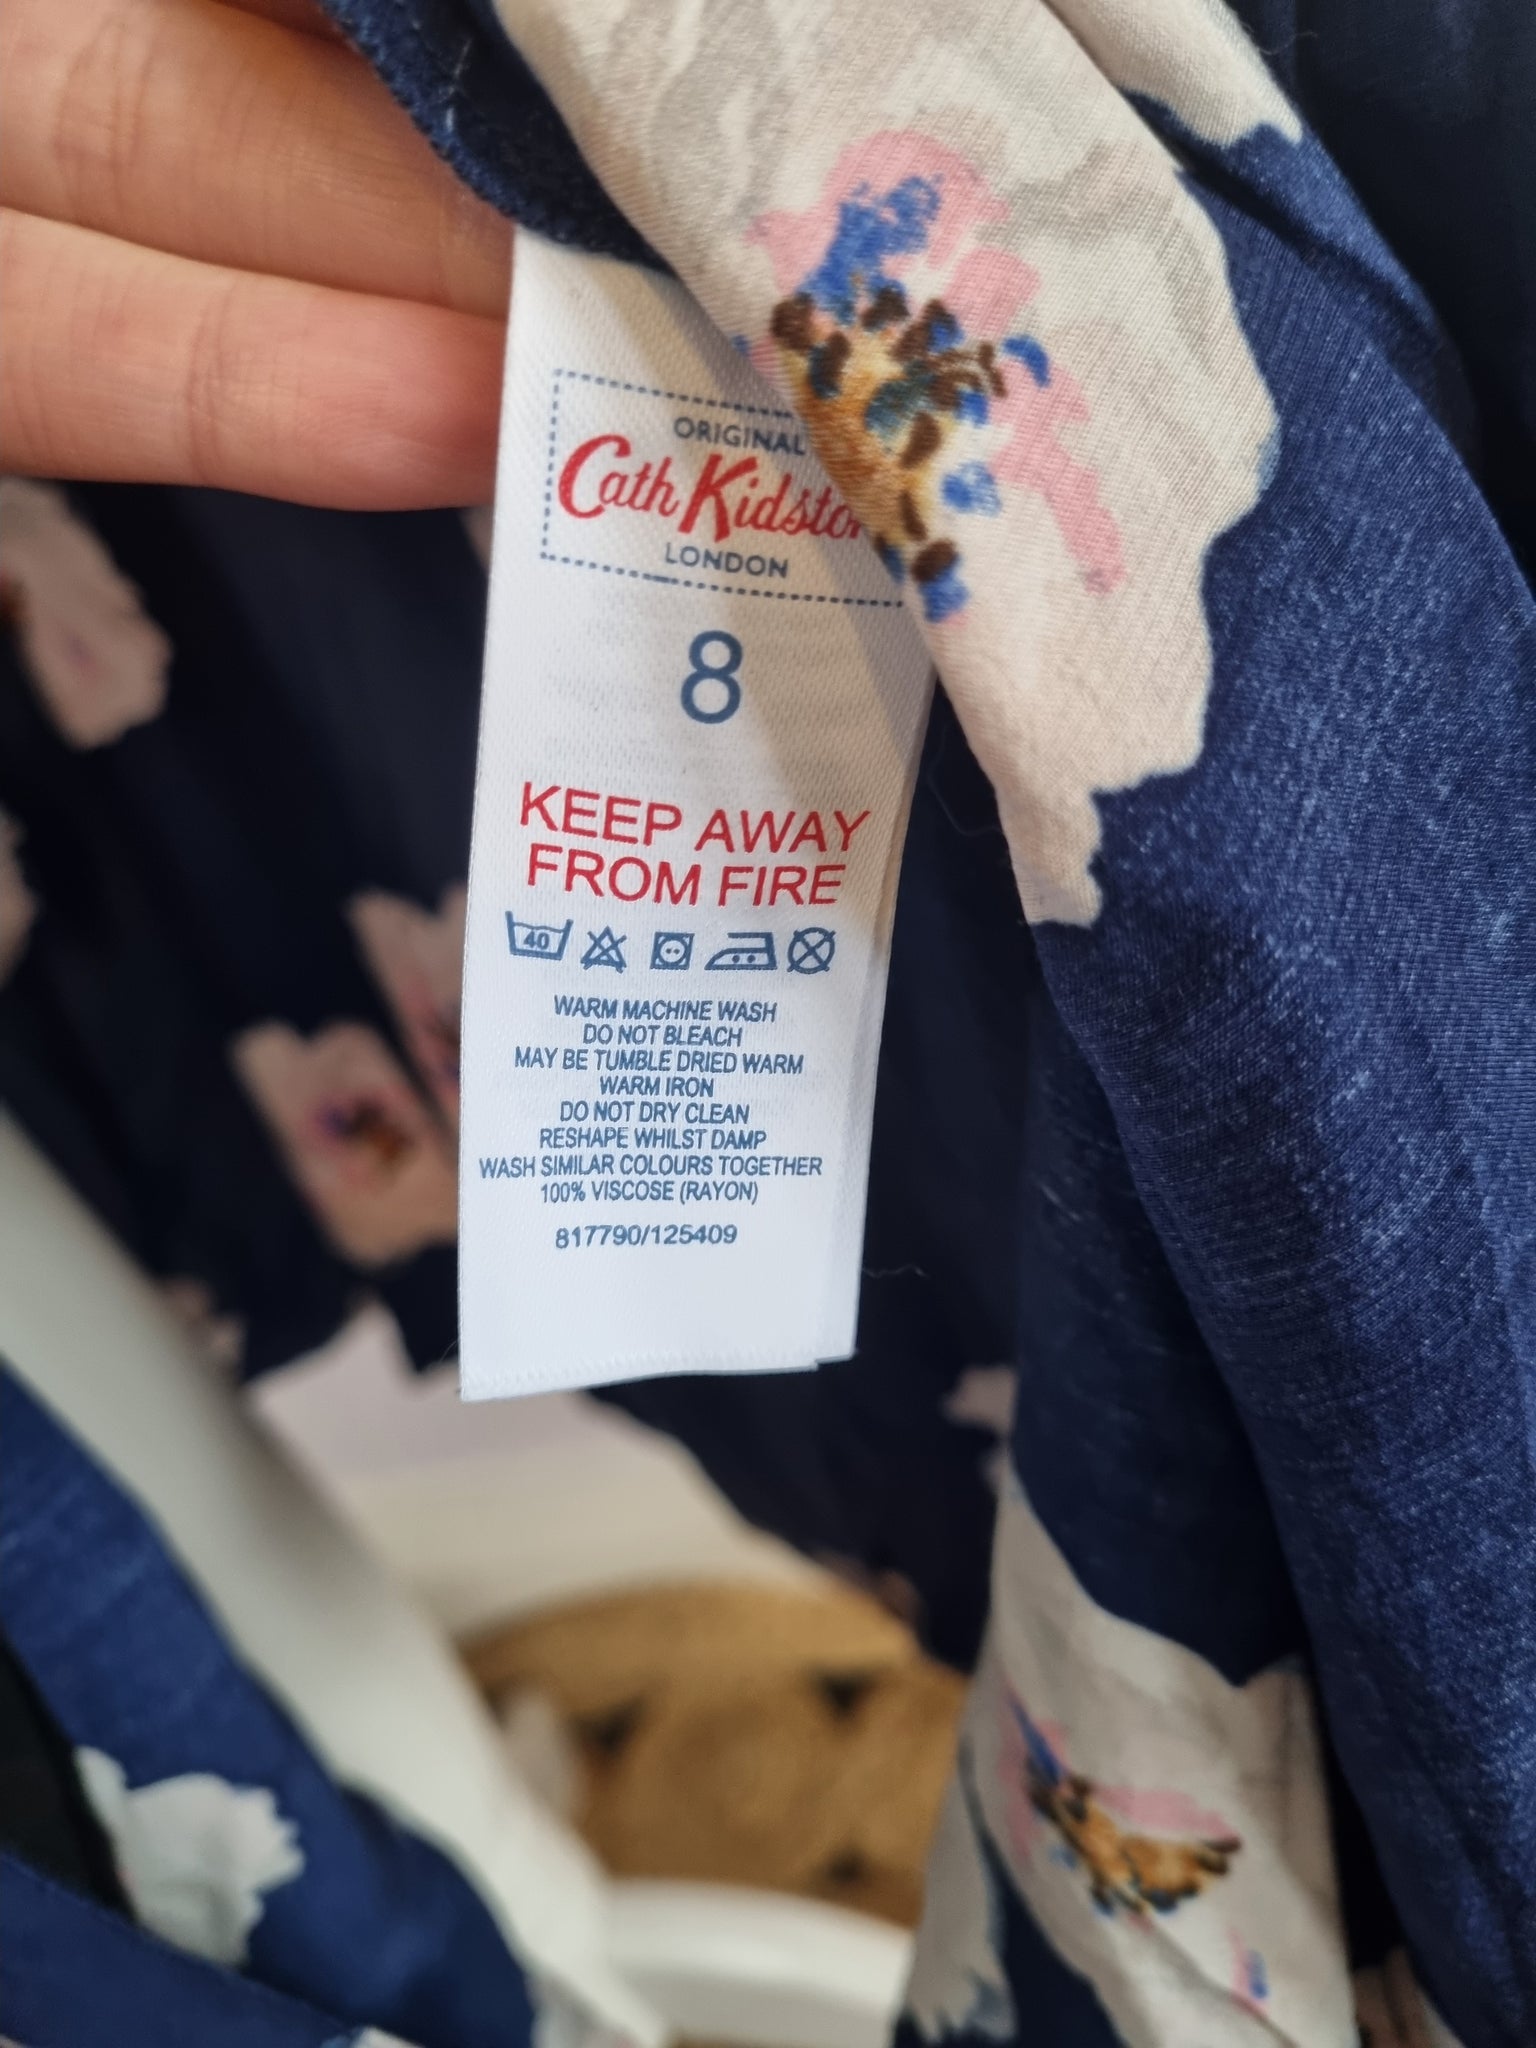 ORIGINAL
Cath Kidston
LONDON
8
KEEP AWAY
FROM FIRE
40
WARM MACHINE WASH
DO NOT BLEACH
MAY BE TUMBLE DRIED WARM
WARM IRON
DO NOT DRY CLEAN
RESHAPE WHILST DAMP
WASH SIMILAR COLOURS TOGETHER
100% VISCOSE (RAYON)
817790/125409